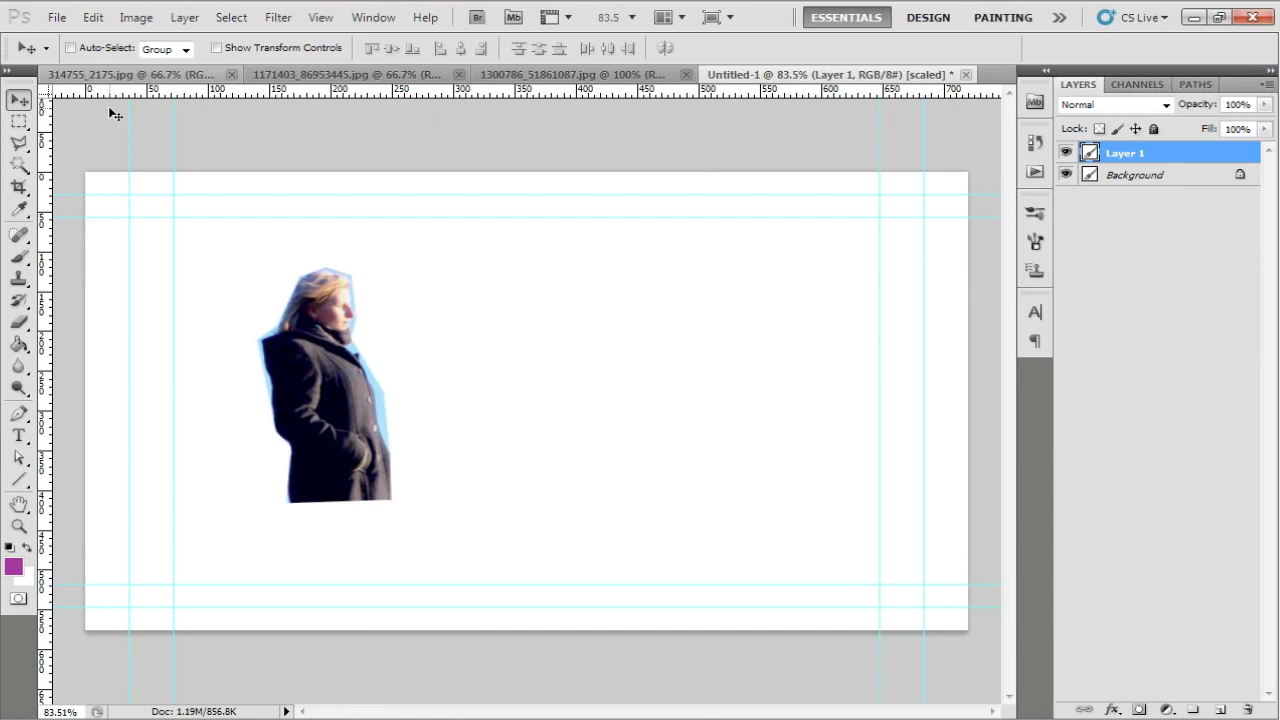 Ps File Edit Image Layer Select Filter View Window Help Br Mb 83.5 ESSENTIALS DESIGN PAINTING CS Live
Auto-Select: Group Show Transform Controls
314755_2175.jpg @ 66.7% (RG... 1171403_86953445.jpg @ 66.7% (R... 1300786_51861087.jpg @ 100% (R... Untitled-1 @ 83.5% (Layer 1, RGB/8#) [scaled] *
LAYERS CHANNELS PATHS
0 50 100 150 200 250 300 350 400 450 500 550 600 650 700
Normal Opacity: 100%
Lock: Fill: 100%
Layer 1
Background
83.51% Doc: 1.19M/856.8K